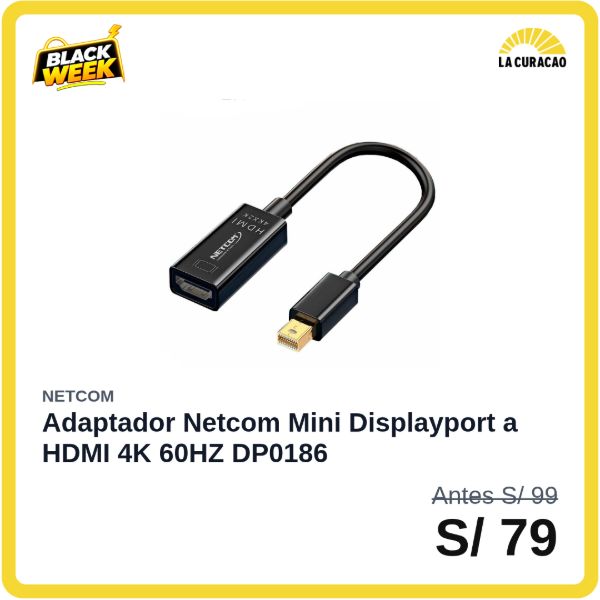 BLACK
WEEK
LA CURACAO
HDMI
4KX2K
NETCOM
NETCOM
Adaptador Netcom Mini Displayport a
HDMI 4K 60HZ DP0186
Antes S/ 99
S/ 79